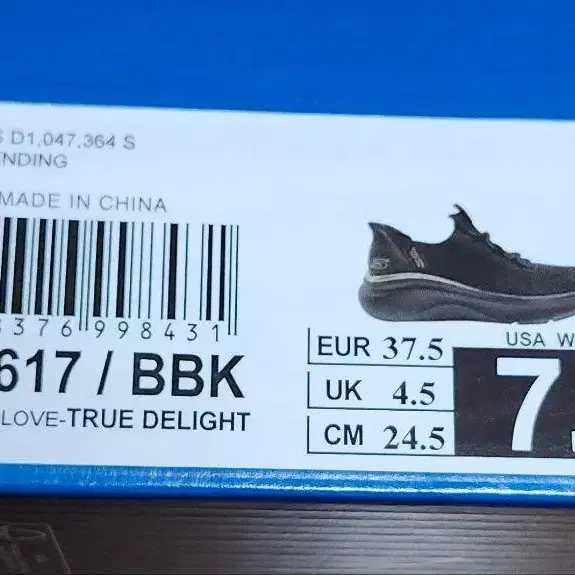 S D1,047,364 S
ENDING
MADE IN CHINA
376 998431
617 / BBK
LOVE-TRUE DELIGHT
EUR 37.5
UK 4.5
CM 24.5
USA W
7.